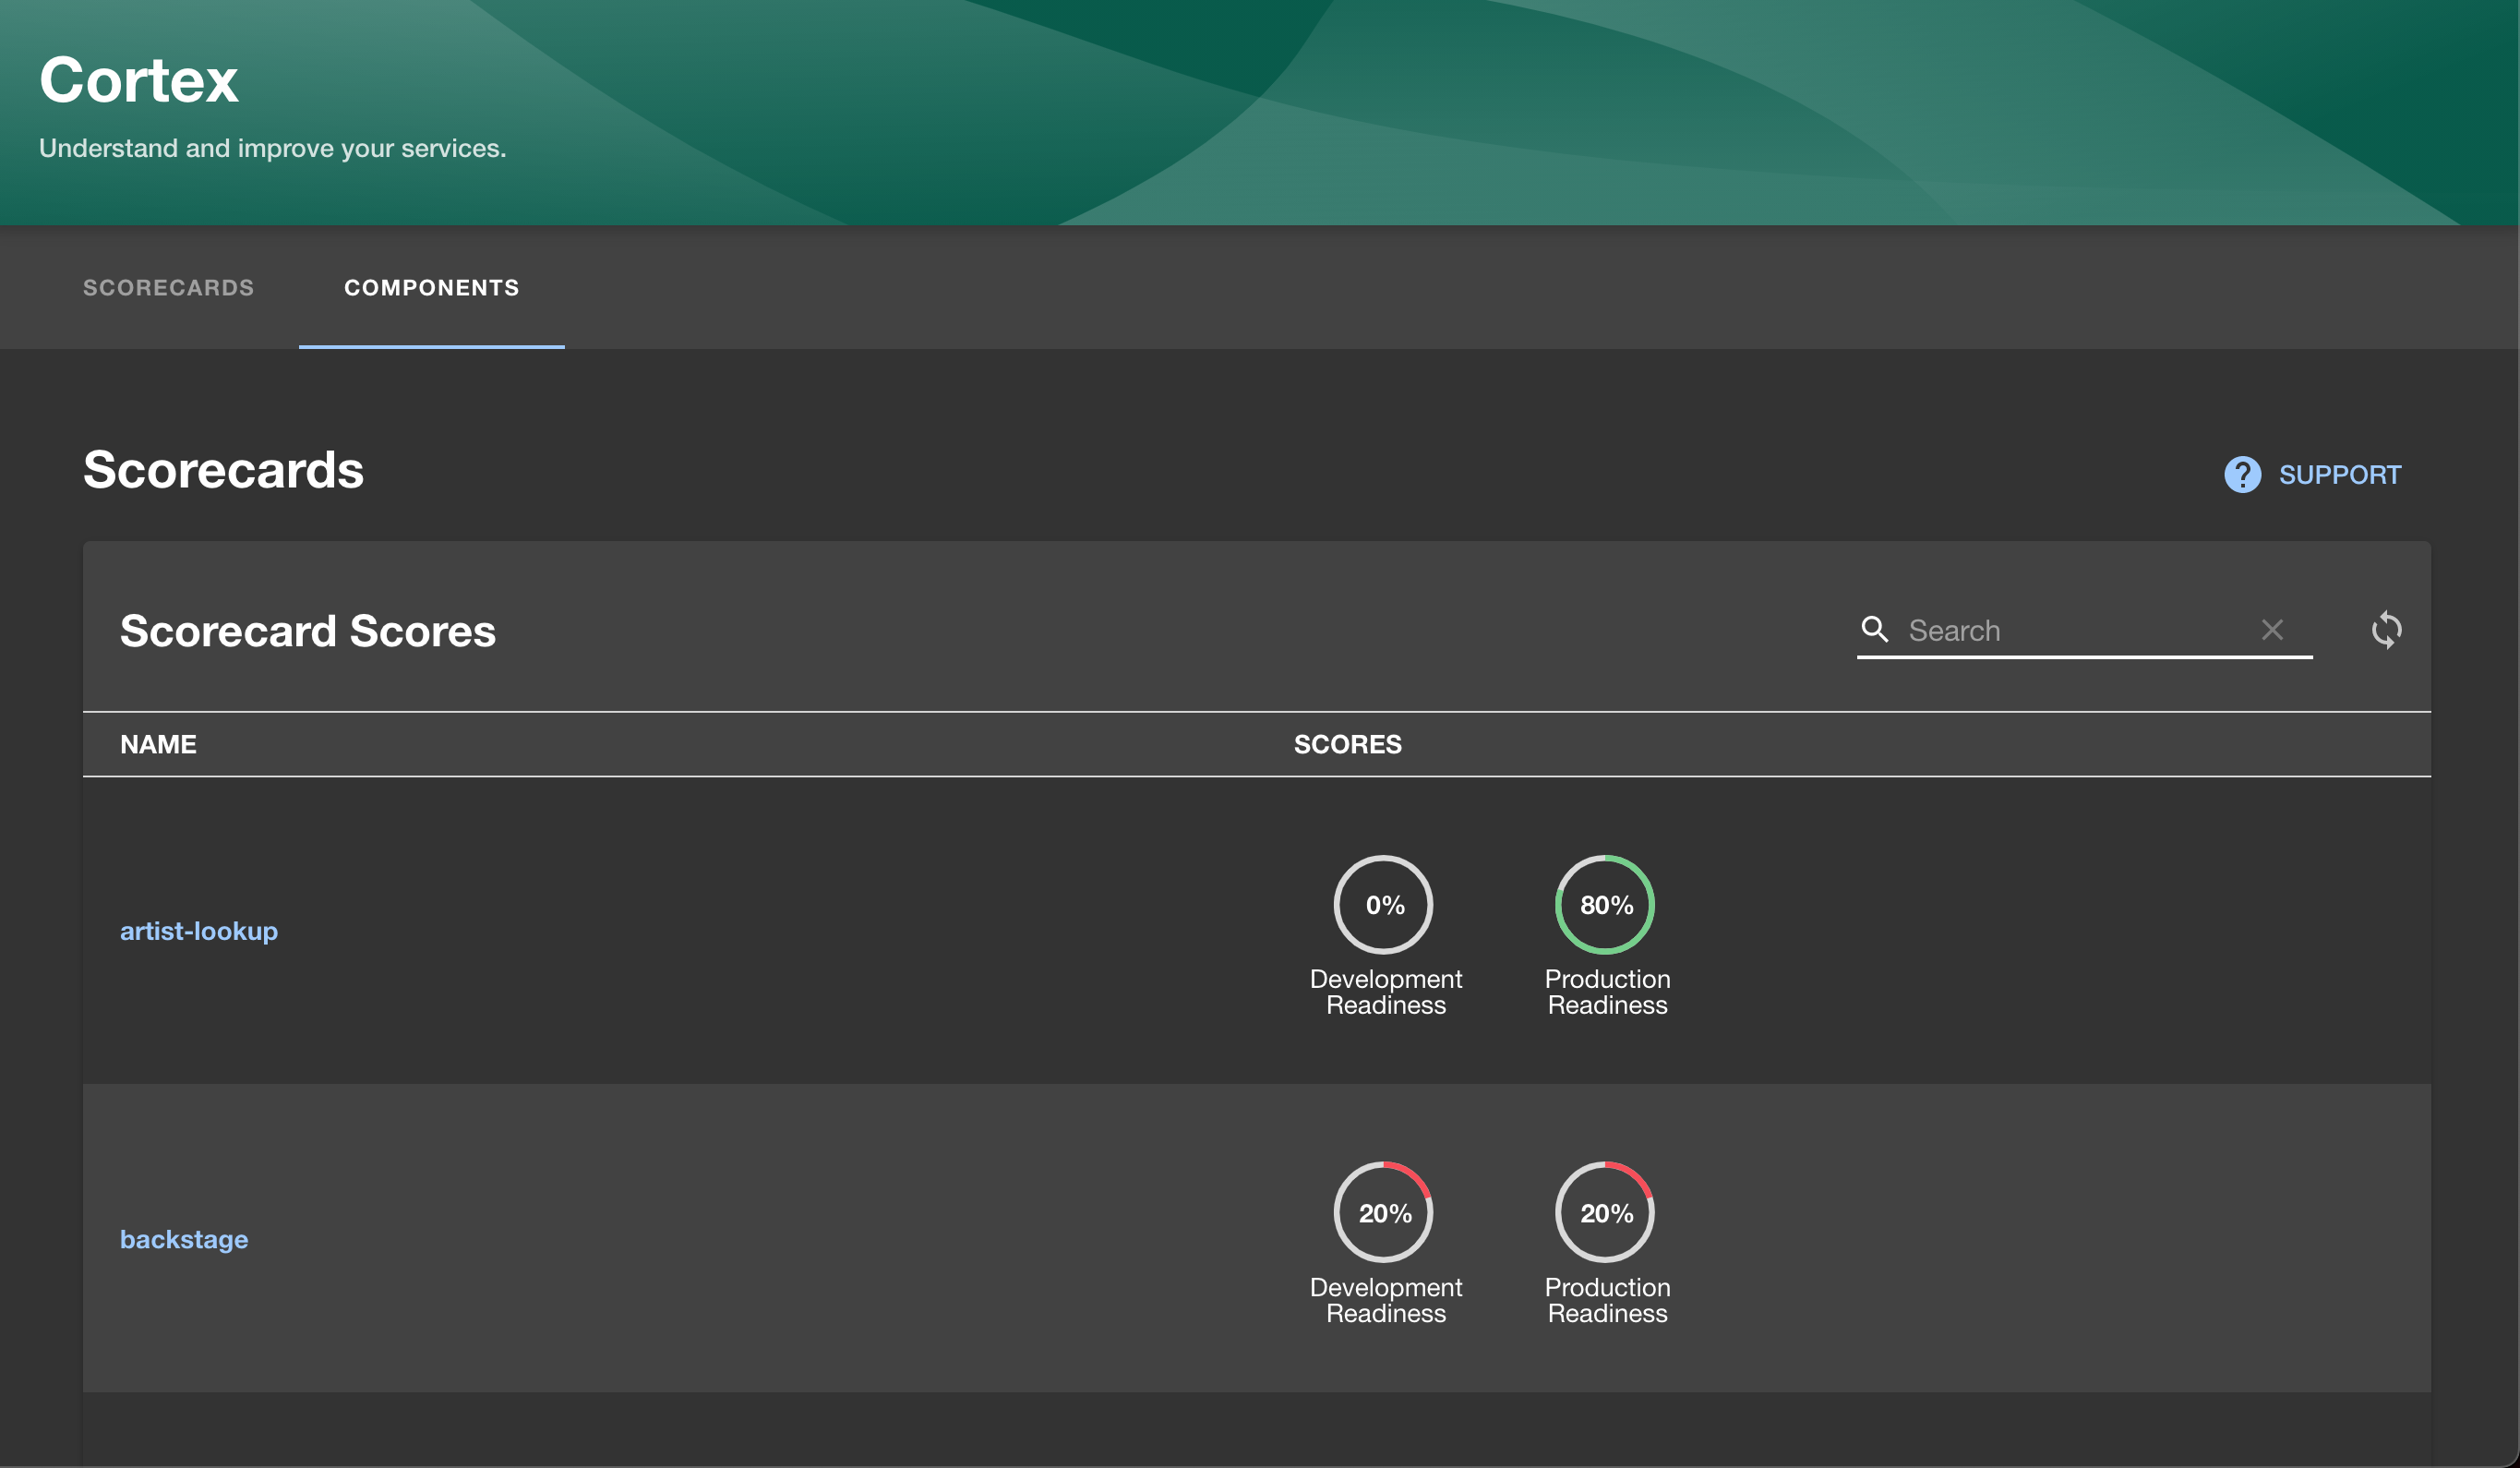 Cortex
Understand and improve your services.
SCORECARDS
COMPONENTS
Scorecards
SUPPORT
Scorecard Scores
Search
NAME
SCORES
artist-lookup
0%
80%
Development
Readiness
Production
Readiness
backstage
20%
20%
Development
Readiness
Production
Readiness